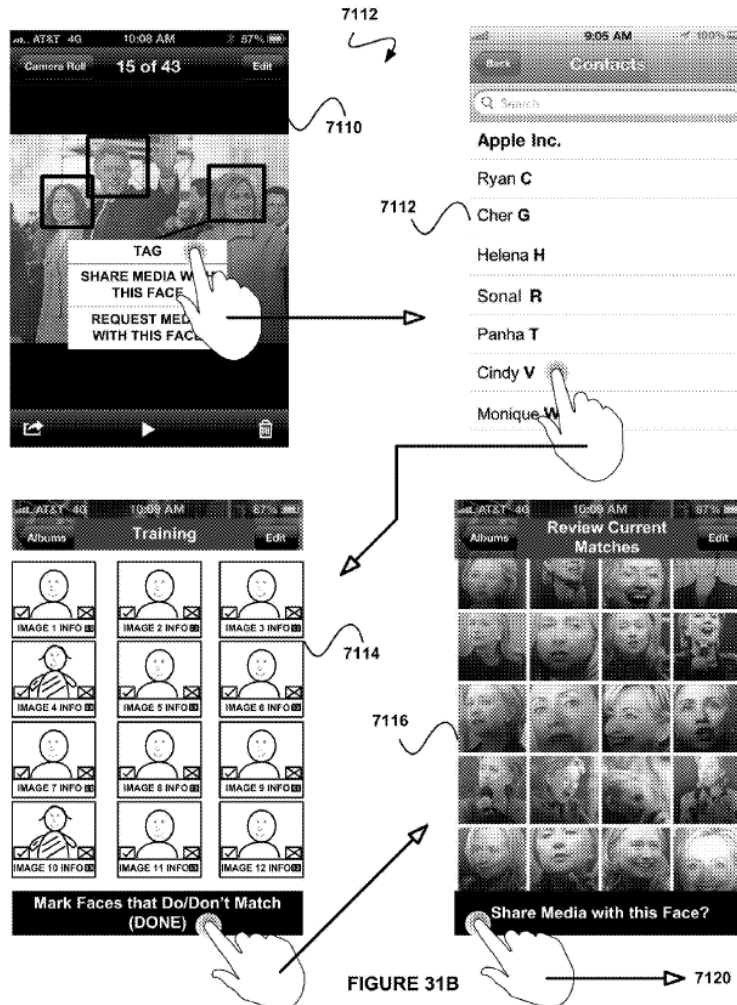 7112
AT&T 4G 10:08 AM 87%
Camera Roll 15 of 43 Edit
7110
TAG
SHARE MEDIA WITH
THIS FACE
REQUEST MED
WITH THIS FACE
9:05 AM 100%
Back Contacts
Search
Apple Inc.
Ryan C
7112
Cher G
Helena H
Sonal R
Panha T
Cindy V
Monique W
AT&T 4G 10:09 AM 87%
Albums Training Edit
IMAGE 1 INFO IMAGE 2 INFO IMAGE 3 INFO
7114
IMAGE 4 INFO IMAGE 5 INFO IMAGE 6 INFO
IMAGE 7 INFO IMAGE 8 INFO IMAGE 9 INFO
IMAGE 10 INFO IMAGE 11 INFO IMAGE 12 INFO
Mark Faces that Do/Don't Match
(DONE)
AT&T 4G 10:09 AM 87%
Albums Review Current Edit
Matches
7116
Share Media with this Face?
7120
FIGURE 31B